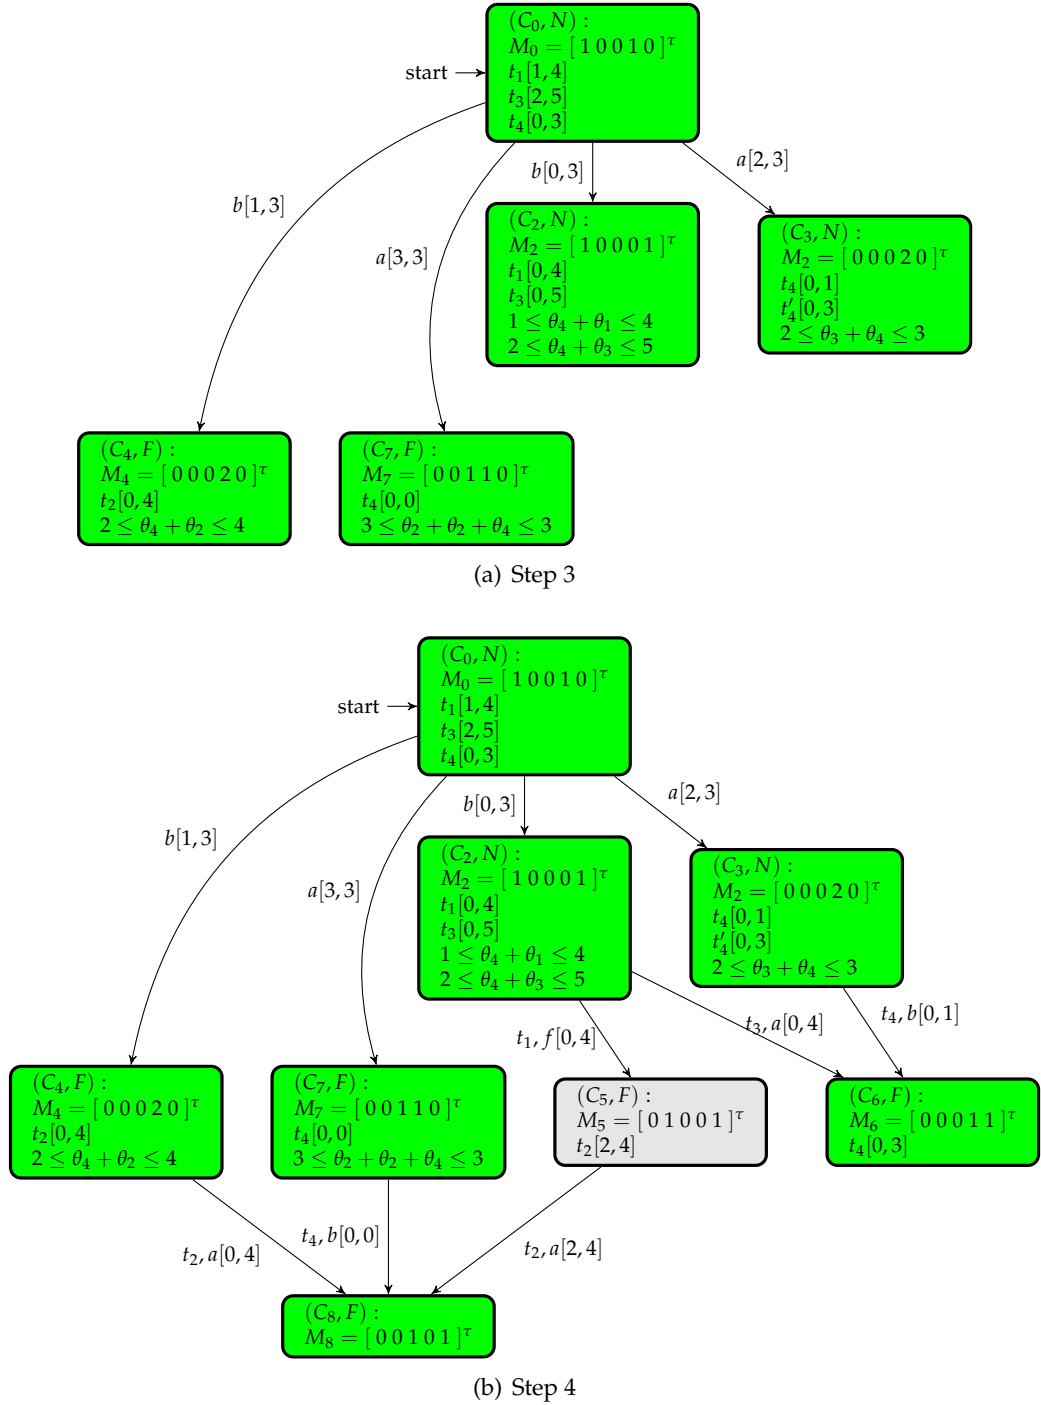 (C₀, N) :
M₀ = [ 1 0 0 1 0 ]^τ
start
t₁[1, 4]
t₃[2, 5]
t₄[0, 3]
b[1, 3]
a[3, 3]
b[0, 3]
a[2, 3]
(C₂, N) :
M₂ = [ 1 0 0 0 1 ]^τ
t₁[0, 4]
t₃[0, 5]
1 ≤ θ₄ + θ₁ ≤ 4
2 ≤ θ₄ + θ₃ ≤ 5
(C₃, N) :
M₂ = [ 0 0 0 2 0 ]^τ
t₄[0, 1]
t′₄[0, 3]
2 ≤ θ₃ + θ₄ ≤ 3
(C₄, F) :
M₄ = [ 0 0 0 2 0 ]^τ
t₂[0, 4]
2 ≤ θ₄ + θ₂ ≤ 4
(C₇, F) :
M₇ = [ 0 0 1 1 0 ]^τ
t₄[0, 0]
3 ≤ θ₂ + θ₂ + θ₄ ≤ 3
(a) Step 3
(C₀, N) :
M₀ = [ 1 0 0 1 0 ]^τ
start
t₁[1, 4]
t₃[2, 5]
t₄[0, 3]
b[1, 3]
a[3, 3]
b[0, 3]
a[2, 3]
(C₂, N) :
M₂ = [ 1 0 0 0 1 ]^τ
t₁[0, 4]
t₃[0, 5]
1 ≤ θ₄ + θ₁ ≤ 4
2 ≤ θ₄ + θ₃ ≤ 5
(C₃, N) :
M₂ = [ 0 0 0 2 0 ]^τ
t₄[0, 1]
t′₄[0, 3]
2 ≤ θ₃ + θ₄ ≤ 3
t₁, f[0, 4]
t₃, a[0, 4]
t₄, b[0, 1]
(C₄, F) :
M₄ = [ 0 0 0 2 0 ]^τ
t₂[0, 4]
2 ≤ θ₄ + θ₂ ≤ 4
(C₇, F) :
M₇ = [ 0 0 1 1 0 ]^τ
t₄[0, 0]
3 ≤ θ₂ + θ₂ + θ₄ ≤ 3
(C₅, F) :
M₅ = [ 0 1 0 0 1 ]^τ
t₂[2, 4]
(C₆, F) :
M₆ = [ 0 0 0 1 1 ]^τ
t₄[0, 3]
t₂, a[0, 4]
t₄, b[0, 0]
t₂, a[2, 4]
(C₈, F) :
M₈ = [ 0 0 1 0 1 ]^τ
(b) Step 4